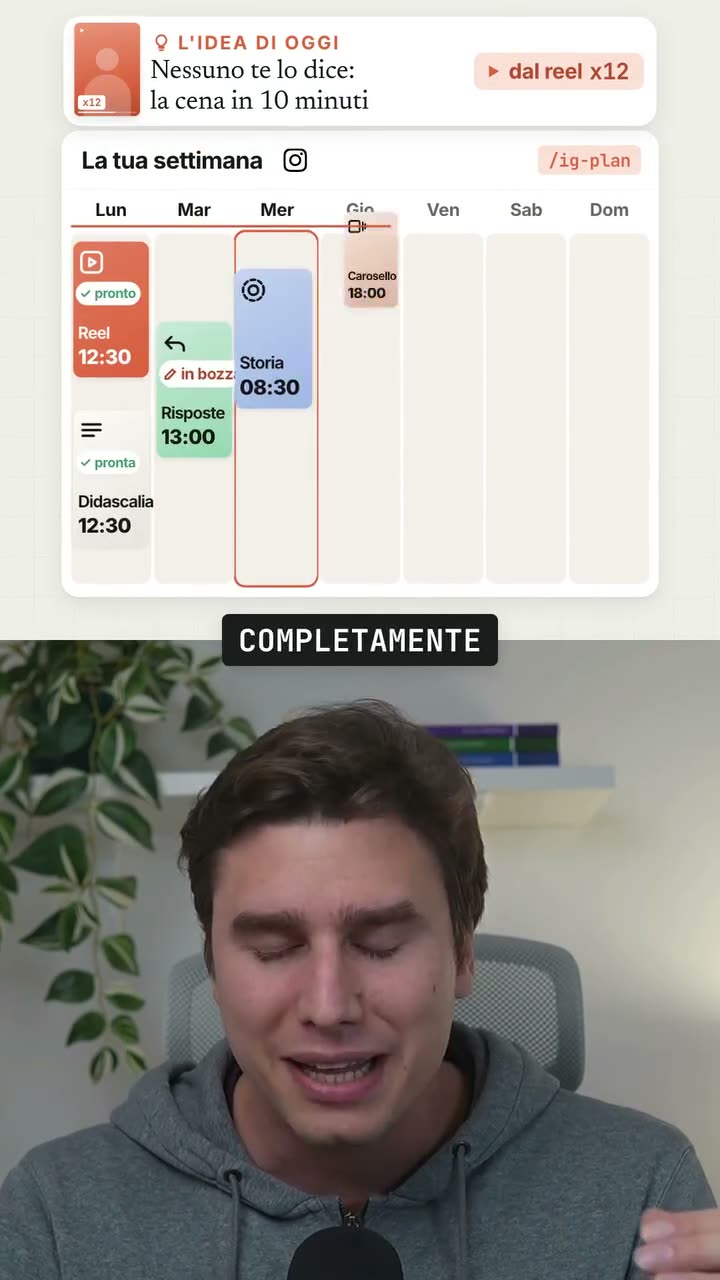 L'IDEA DI OGGI
Nessuno te lo dice:
la cena in 10 minuti
x12
dal reel x12
La tua settimana
/ig-plan
Lun Mar Mer Gio Ven Sab Dom
pronto
Reel
12:30
pronta
Didascalia
12:30
in bozz
Risposte
13:00
Storia
08:30
Carosello
18:00
COMPLETAMENTE